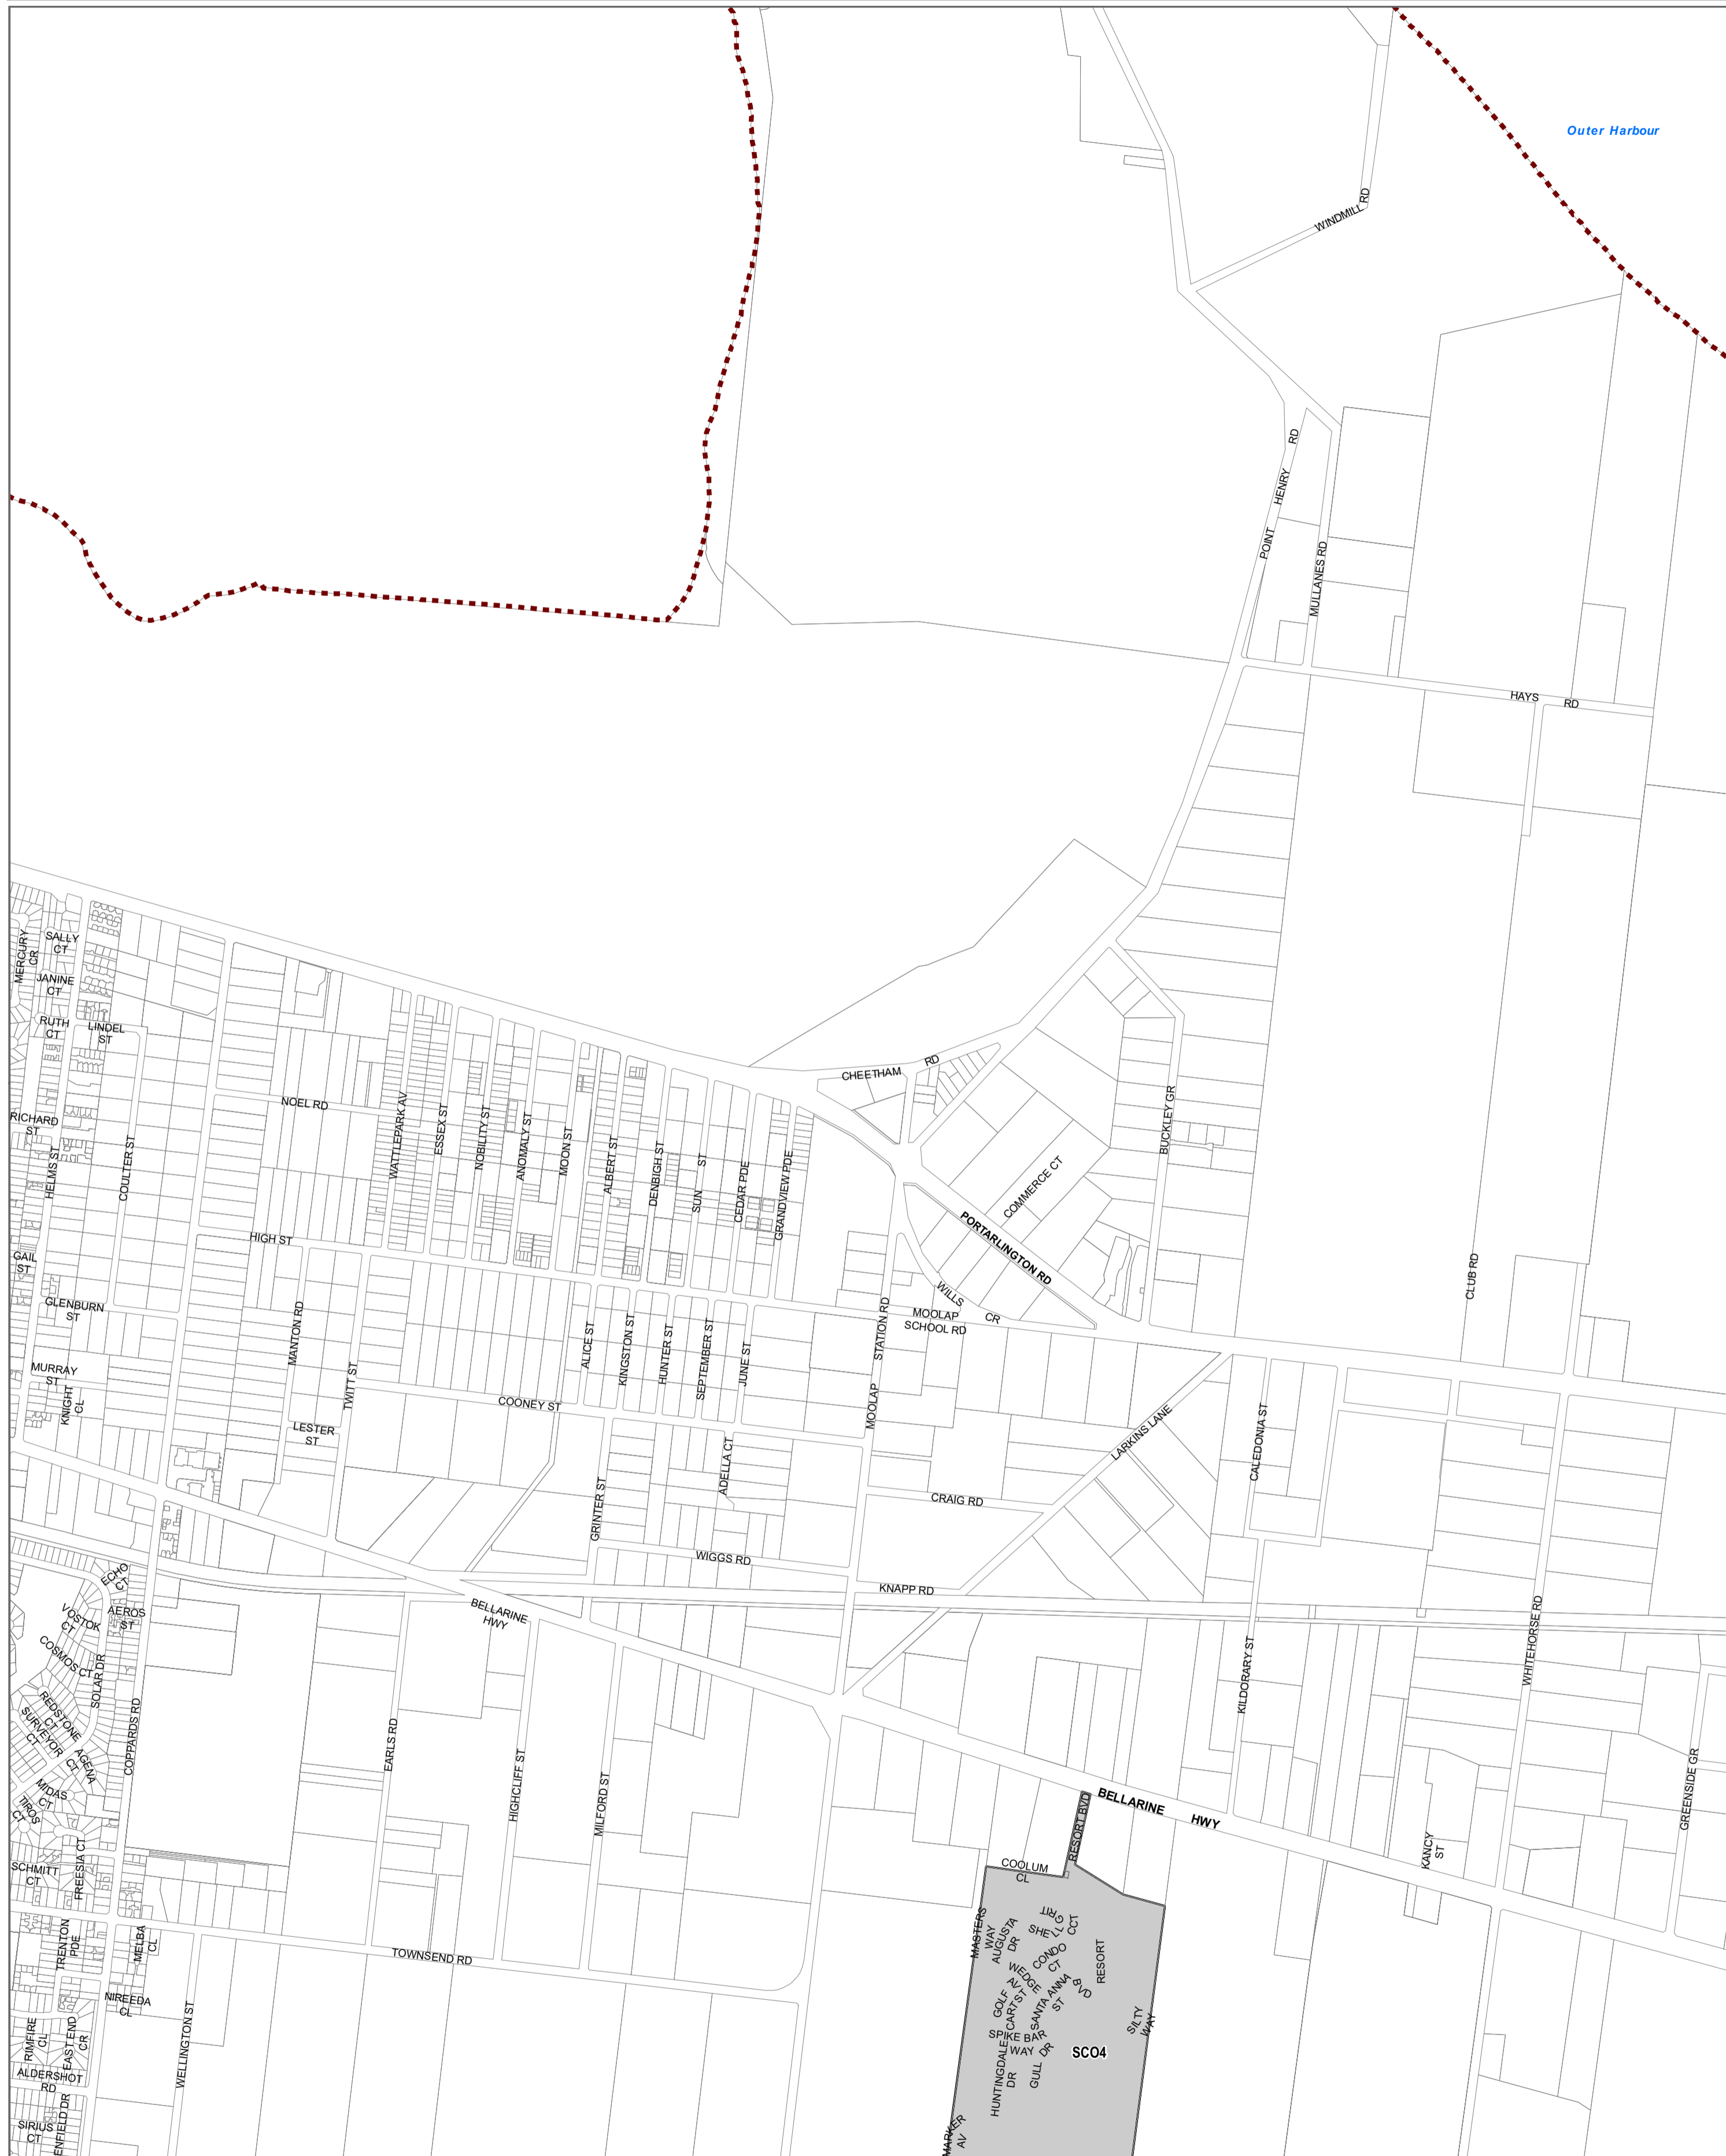 Outer Harbour
WINDMILL RD
POINT HENRY RD
MULLANES RD
HAYS RD
MERCURY
CR
SALLY
CT
JANINE
CT
RUTH
CT
LINDEL
ST
CHEETHAM RD
NOEL RD
RICHARD
ST
HELMS ST
COULTER ST
WATTLEPARK AV
ESSEX ST
NOBILITY ST
ANOMALY ST
MOON ST
ALBERT ST
DENBIGH ST
SUN ST
CEDAR PDE
GRANDVIEW PDE
BUCKLEY GR
COMMERCE CT
PORTARLINGTON RD
HIGH ST
GAIL
ST
CLUB RD
GLENBURN
ST
WILLS CR
MOOLAP
SCHOOL RD
MOOLAP STATION RD
MANTON RD
TWITT ST
ALICE ST
KINGSTON ST
HUNTER ST
SEPTEMBER ST
JUNE ST
MURRAY
ST
KNIGHT
CL
COONEY ST
LESTER
ST
LARKINS LANE
CALEDONIA ST
ADELLA CT
GRINTER ST
CRAIG RD
WIGGS RD
KNAPP RD
ECHO
CT
AEROS
ST
VOSTOK
CT
COSMOS CT
SOLAR DR
BELLARINE
HWY
REDSTONE
CT
SURVEYOR
CT
AGENA
CT
COPPARDS RD
EARLS RD
HIGHCLIFF ST
MILFORD ST
KILDORARY ST
WHITEHORSE RD
GREENSIDE GR
MIDAS
CT
TIROS
CT
BELLARINE HWY
RESORT BVD
KANCY
ST
SCHMITT
CT
FREESIA CT
COOLUM
CL
TRENTON
PDE
MELBA
CL
TOWNSEND RD
MASTERS
WAY
AUGUSTA
DR
SHELL
GRIT
CCT
CONDO
CT
RESORT
BVD
WEDGE
AV
GOLF
CART ST
SANTA ANNA
ST
SILTY
WAY
NIREEDA
CL
SPIKE BAR
WAY
GULL DR
SCO4
HUNTINGDALE
DR
RIMFIRE
CL
EAST END
CR
WELLINGTON ST
ALDERSHOT
RD
SIRIUS
CT
ENFIELD DR
MARKER
AV